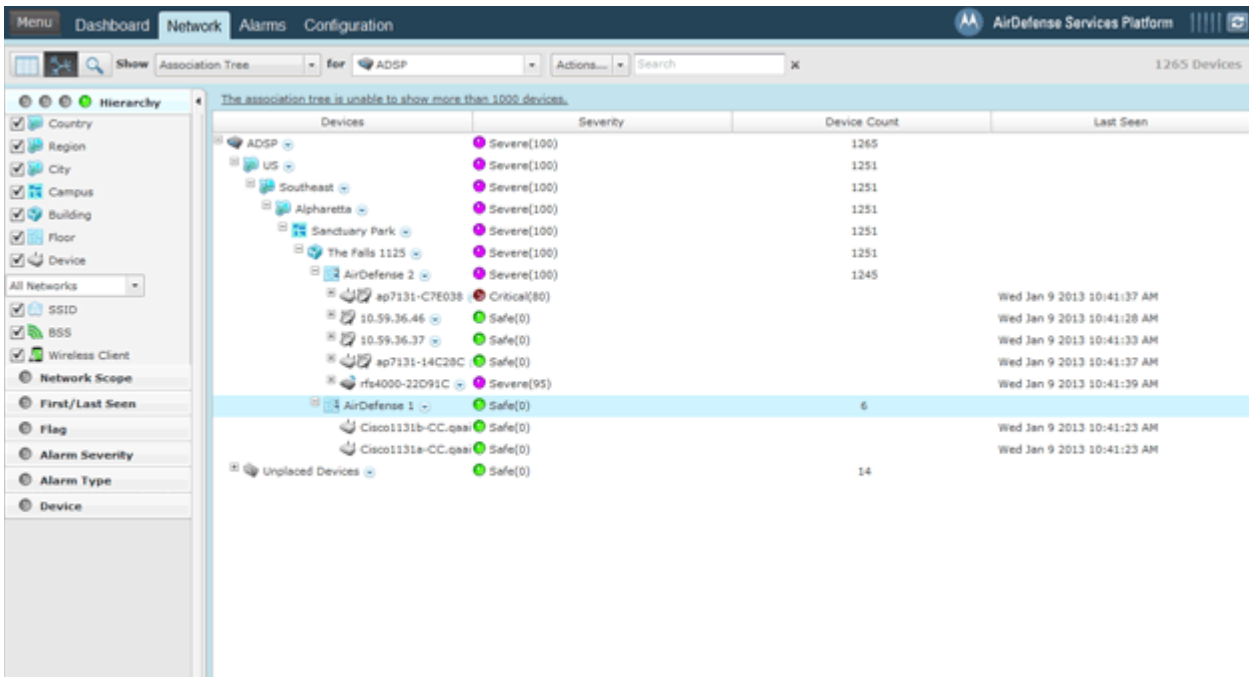 Menu Dashboard Network Alarms Configuration AirDefense Services Platform
Show Association Tree for ADSP Actions... Search 1265 Devices
Hierarchy
Country
Region
City
Campus
Building
Floor
Device
All Networks
SSID
BSS
Wireless Client
Network Scope
First/Last Seen
Flag
Alarm Severity
Alarm Type
Device
The association tree is unable to show more than 1000 devices.
Devices Severity Device Count Last Seen
ADSP Severe(100) 1265
US Severe(100) 1251
Southeast Severe(100) 1251
Alpharetta Severe(100) 1251
Sanctuary Park Severe(100) 1251
The Falls 1125 Severe(100) 1251
AirDefense 2 Severe(100) 1245
ap7131-C7E038 Critical(80) Wed Jan 9 2013 10:41:37 AM
10.59.36.46 Safe(0) Wed Jan 9 2013 10:41:28 AM
10.59.36.37 Safe(0) Wed Jan 9 2013 10:41:33 AM
ap7131-14C28C Safe(0) Wed Jan 9 2013 10:41:37 AM
rfs4000-22D91C Severe(95) Wed Jan 9 2013 10:41:39 AM
AirDefense 1 Safe(0) 6
Cisco1131b-CC.qaai Safe(0) Wed Jan 9 2013 10:41:23 AM
Cisco1131a-CC.qaai Safe(0) Wed Jan 9 2013 10:41:23 AM
Unplaced Devices Safe(0) 14